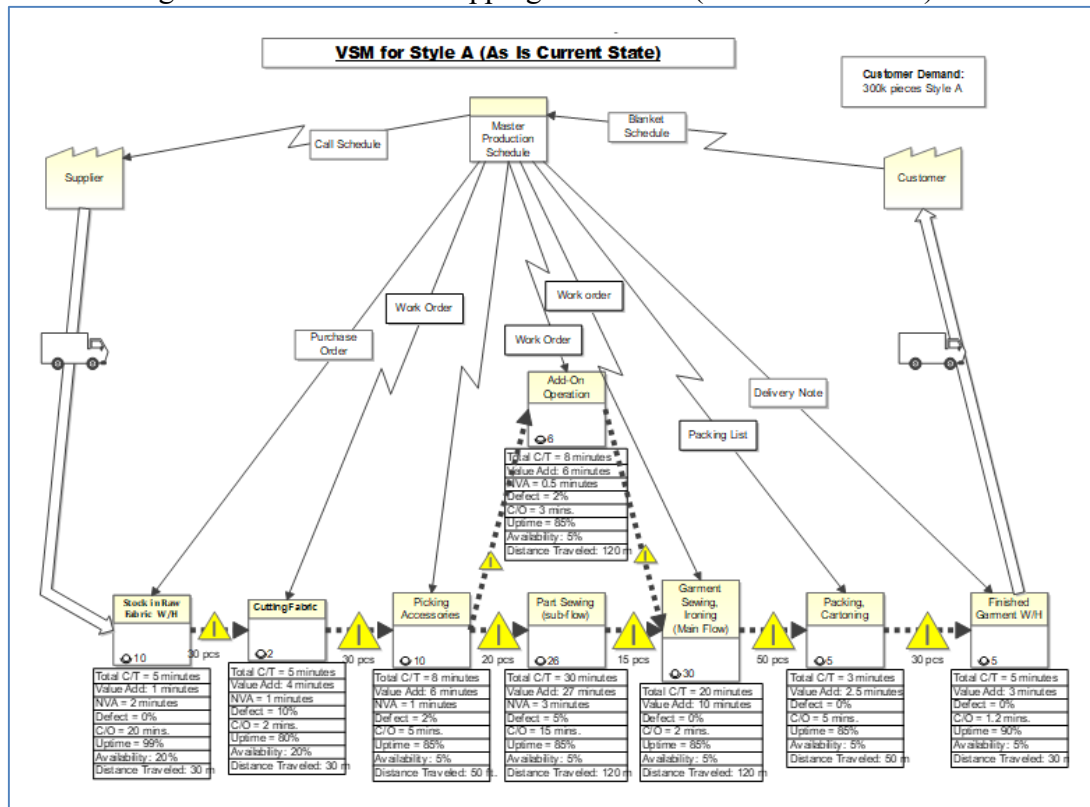 VSM for Style A (As Is Current State)
Customer Demand:
300k pieces Style A
Master
Production
Schedule
Blanket
Schedule
Call Schedule
Supplier
Customer
Work Order
Work order
Purchase
Order
Work Order
Delivery Note
Packing List
Add-On
Operation
6
Total C/T = 8 minutes
Value Add: 6 minutes
NVA = 0.5 minutes
Defect = 2%
C/O = 3 mins.
Uptime = 85%
Availability: 5%
Distance Traveled: 120 m
Stock in Raw
Fabric W/H
10
Total C/T = 5 minutes
Value Add: 1 minutes
NVA = 2 minutes
Defect = 0%
C/O = 20 mins.
Uptime = 99%
Availability: 20%
Distance Traveled: 30 m
30 pcs
Cutting Fabric
2
Total C/T = 5 minutes
Value Add: 4 minutes
NVA = 1 minutes
Defect = 10%
C/O = 2 mins.
Uptime = 80%
Availability: 20%
Distance Traveled: 30 m
30 pcs
Picking
Accessories
10
Total C/T = 8 minutes
Value Add: 6 minutes
NVA = 1 minutes
Defect = 2%
C/O = 5 mins.
Uptime = 85%
Availability: 5%
Distance Traveled: 50 ft.
20 pcs
Part Sewing
(sub-flow)
26
Total C/T = 30 minutes
Value Add: 27 minutes
NVA = 3 minutes
Defect = 5%
C/O = 15 mins.
Uptime = 85%
Availability: 5%
Distance Traveled: 120 m
15 pcs
Garment
Sewing,
Ironing
(Main Flow)
30
Total C/T = 20 minutes
Value Add: 10 minutes
Defect = 0%
C/O = 2 mins.
Uptime = 85%
Availability: 5%
Distance Traveled: 120 m
50 pcs
Packing,
Cartoning
5
Total C/T = 3 minutes
Value Add: 2.5 minutes
Defect = 0%
C/O = 5 mins.
Uptime = 85%
Availability: 5%
Distance Traveled: 50 m
30 pcs
Finished
Garment W/H
5
Total C/T = 5 minutes
Value Add: 3 minutes
Defect = 0%
C/O = 1.2 mins.
Uptime = 90%
Availability: 5%
Distance Traveled: 30 m